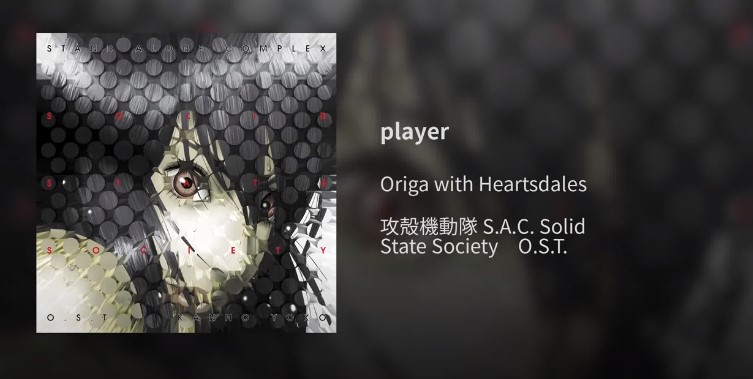 STAND ALONE COMPLEX
SOLID
STATE
SOCIETY
O.S.T. KANNO YOKO
player
Origa with Heartsdales
攻殻機動隊 S.A.C. Solid
State Society O.S.T.